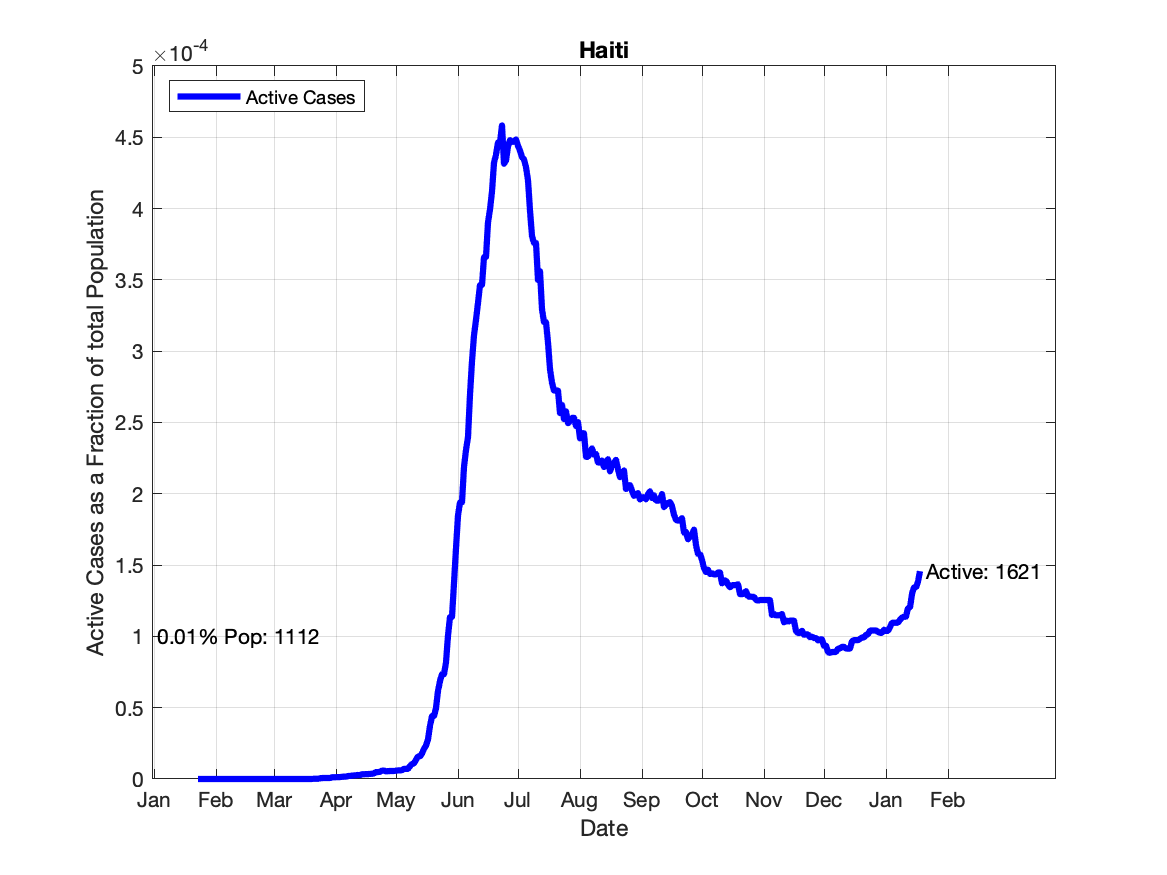 Haiti
×10-4
Active Cases
5
4.5
4
3.5
3
2.5
2
1.5
1
0.5
0
Active Cases as a Fraction of total Population
Active: 1621
0.01% Pop: 1112
Jan Feb Mar Apr May Jun Jul Aug Sep Oct Nov Dec Jan Feb
Date